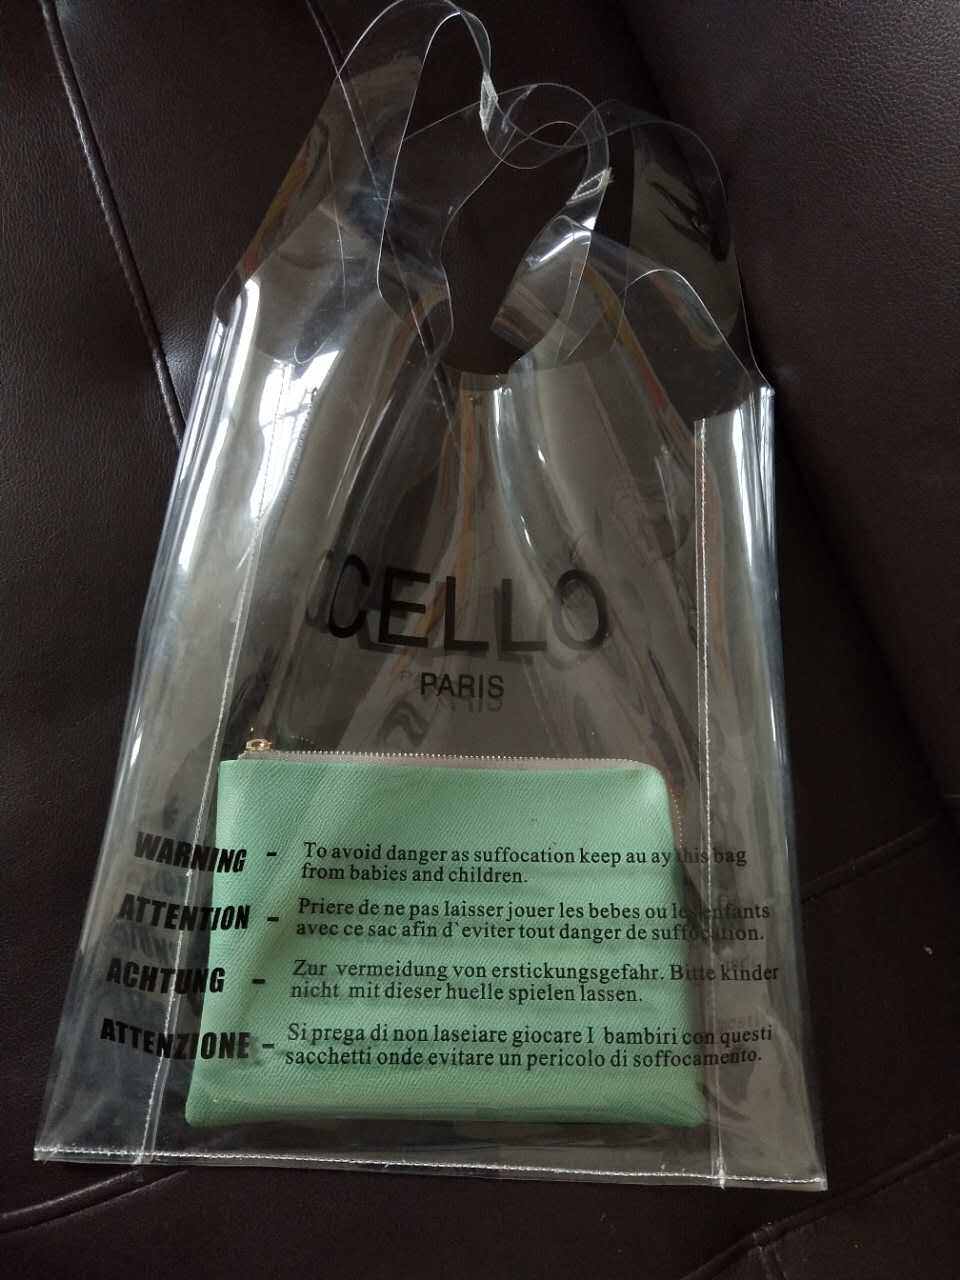 CELLO
PARIS
WARNING - To avoid danger as suffocation keep au ay this bag
from babies and children.
ATTENTION - Priere de ne pas laisser jouer les bebes ou les enfants
avec ce sac afin d`eviter tout danger de suffocation.
ACHTUNG - Zur vermeidung von erstickungsgefahr. Bitte kinder
nicht mit dieser huelle spielen lassen.
ATTENZIONE - Si prega di non laseiare giocare I bambiri con questi
sacchetti onde evitare un pericolo di soffocamento.